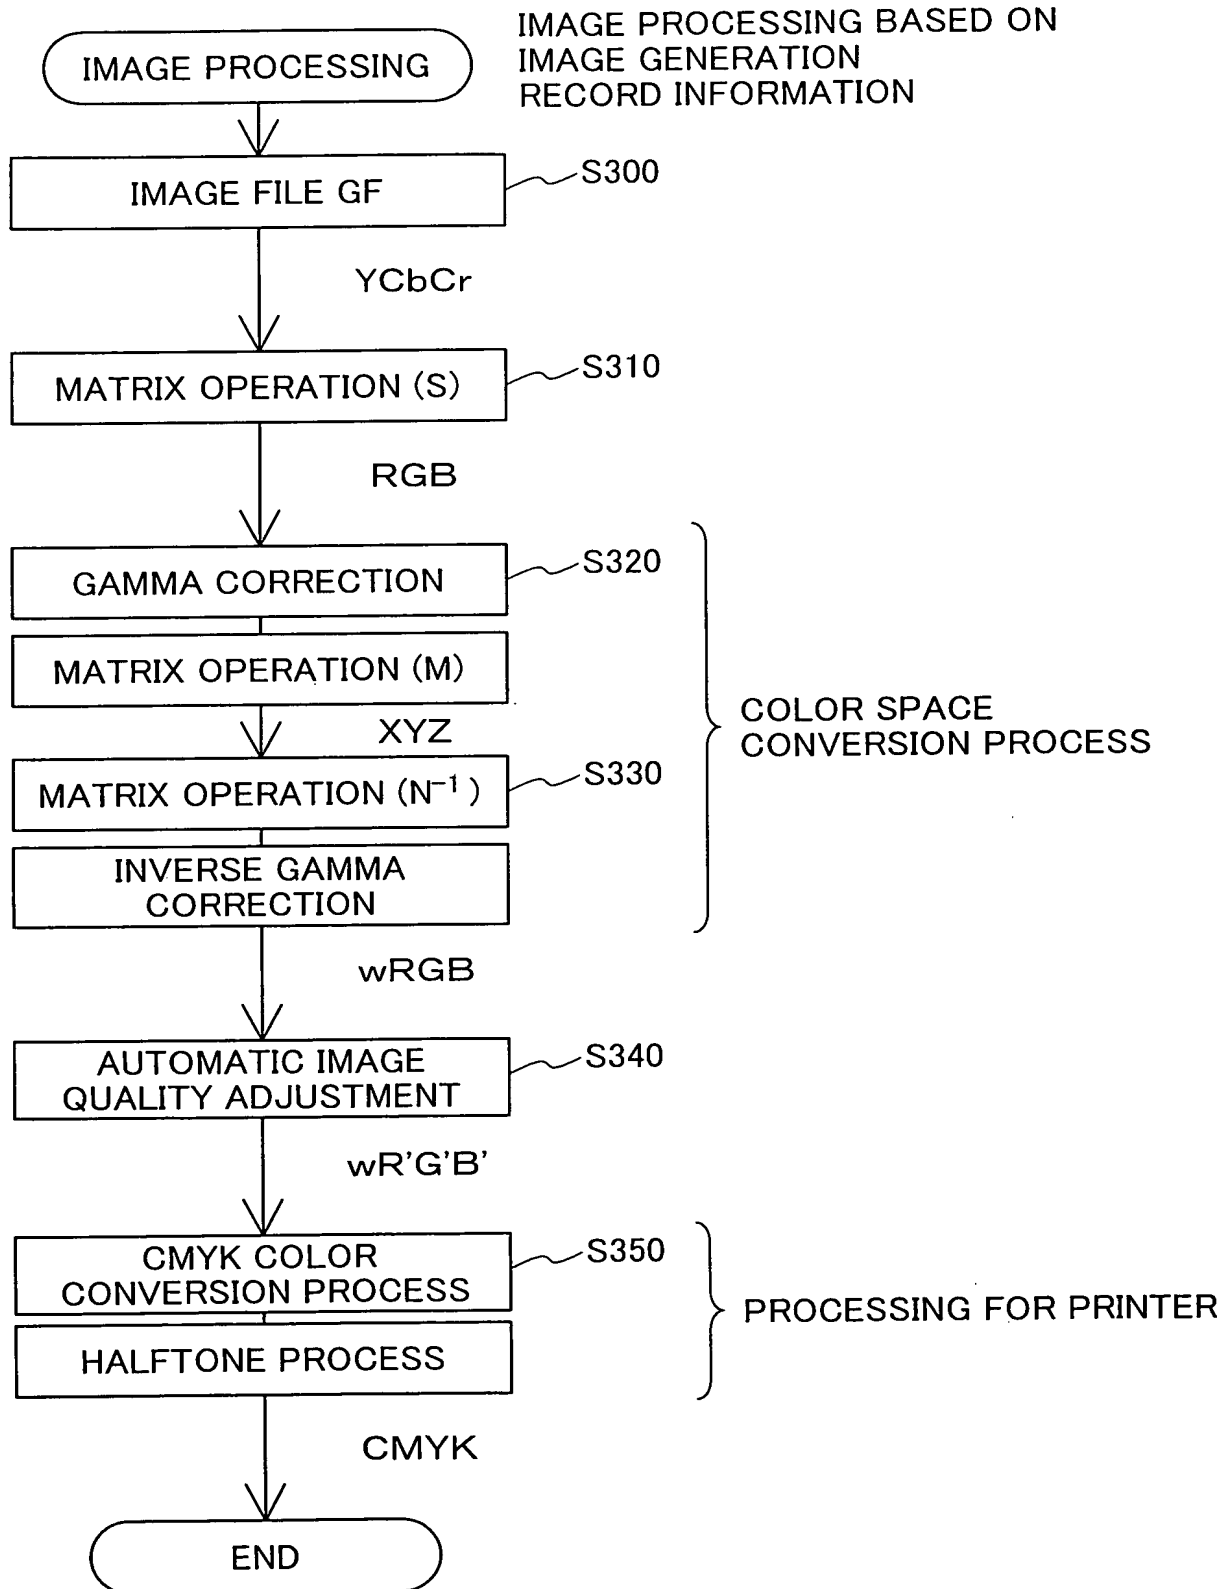 IMAGE PROCESSING BASED ON
IMAGE GENERATION
RECORD INFORMATION
IMAGE PROCESSING
IMAGE FILE GF
S300
YCbCr
MATRIX OPERATION (S)
S310
RGB
GAMMA CORRECTION
S320
MATRIX OPERATION (M)
XYZ
MATRIX OPERATION (N⁻¹)
S330
INVERSE GAMMA
CORRECTION
COLOR SPACE
CONVERSION PROCESS
wRGB
AUTOMATIC IMAGE
QUALITY ADJUSTMENT
S340
wR'G'B'
CMYK COLOR
CONVERSION PROCESS
S350
HALFTONE PROCESS
PROCESSING FOR PRINTER
CMYK
END